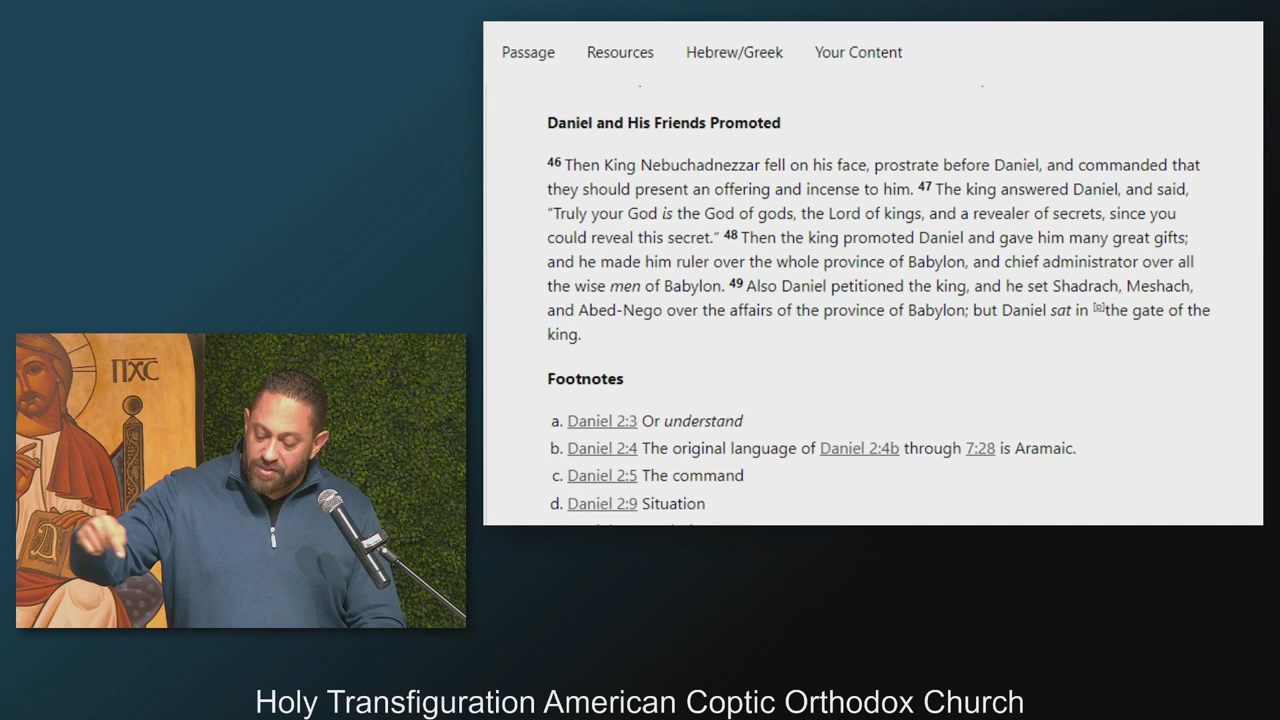 Passage Resources Hebrew/Greek Your Content
Daniel and His Friends Promoted
46 Then King Nebuchadnezzar fell on his face, prostrate before Daniel, and commanded that
they should present an offering and incense to him. 47 The king answered Daniel, and said,
“Truly your God is the God of gods, the Lord of kings, and a revealer of secrets, since you
could reveal this secret.” 48 Then the king promoted Daniel and gave him many great gifts;
and he made him ruler over the whole province of Babylon, and chief administrator over all
the wise men of Babylon. 49 Also Daniel petitioned the king, and he set Shadrach, Meshach,
and Abed-Nego over the affairs of the province of Babylon; but Daniel sat in [p]the gate of the
king.
Footnotes
a. Daniel 2:3 Or understand
b. Daniel 2:4 The original language of Daniel 2:4b through 7:28 is Aramaic.
c. Daniel 2:5 The command
d. Daniel 2:9 Situation
ΠΧC
Holy Transfiguration American Coptic Orthodox Church